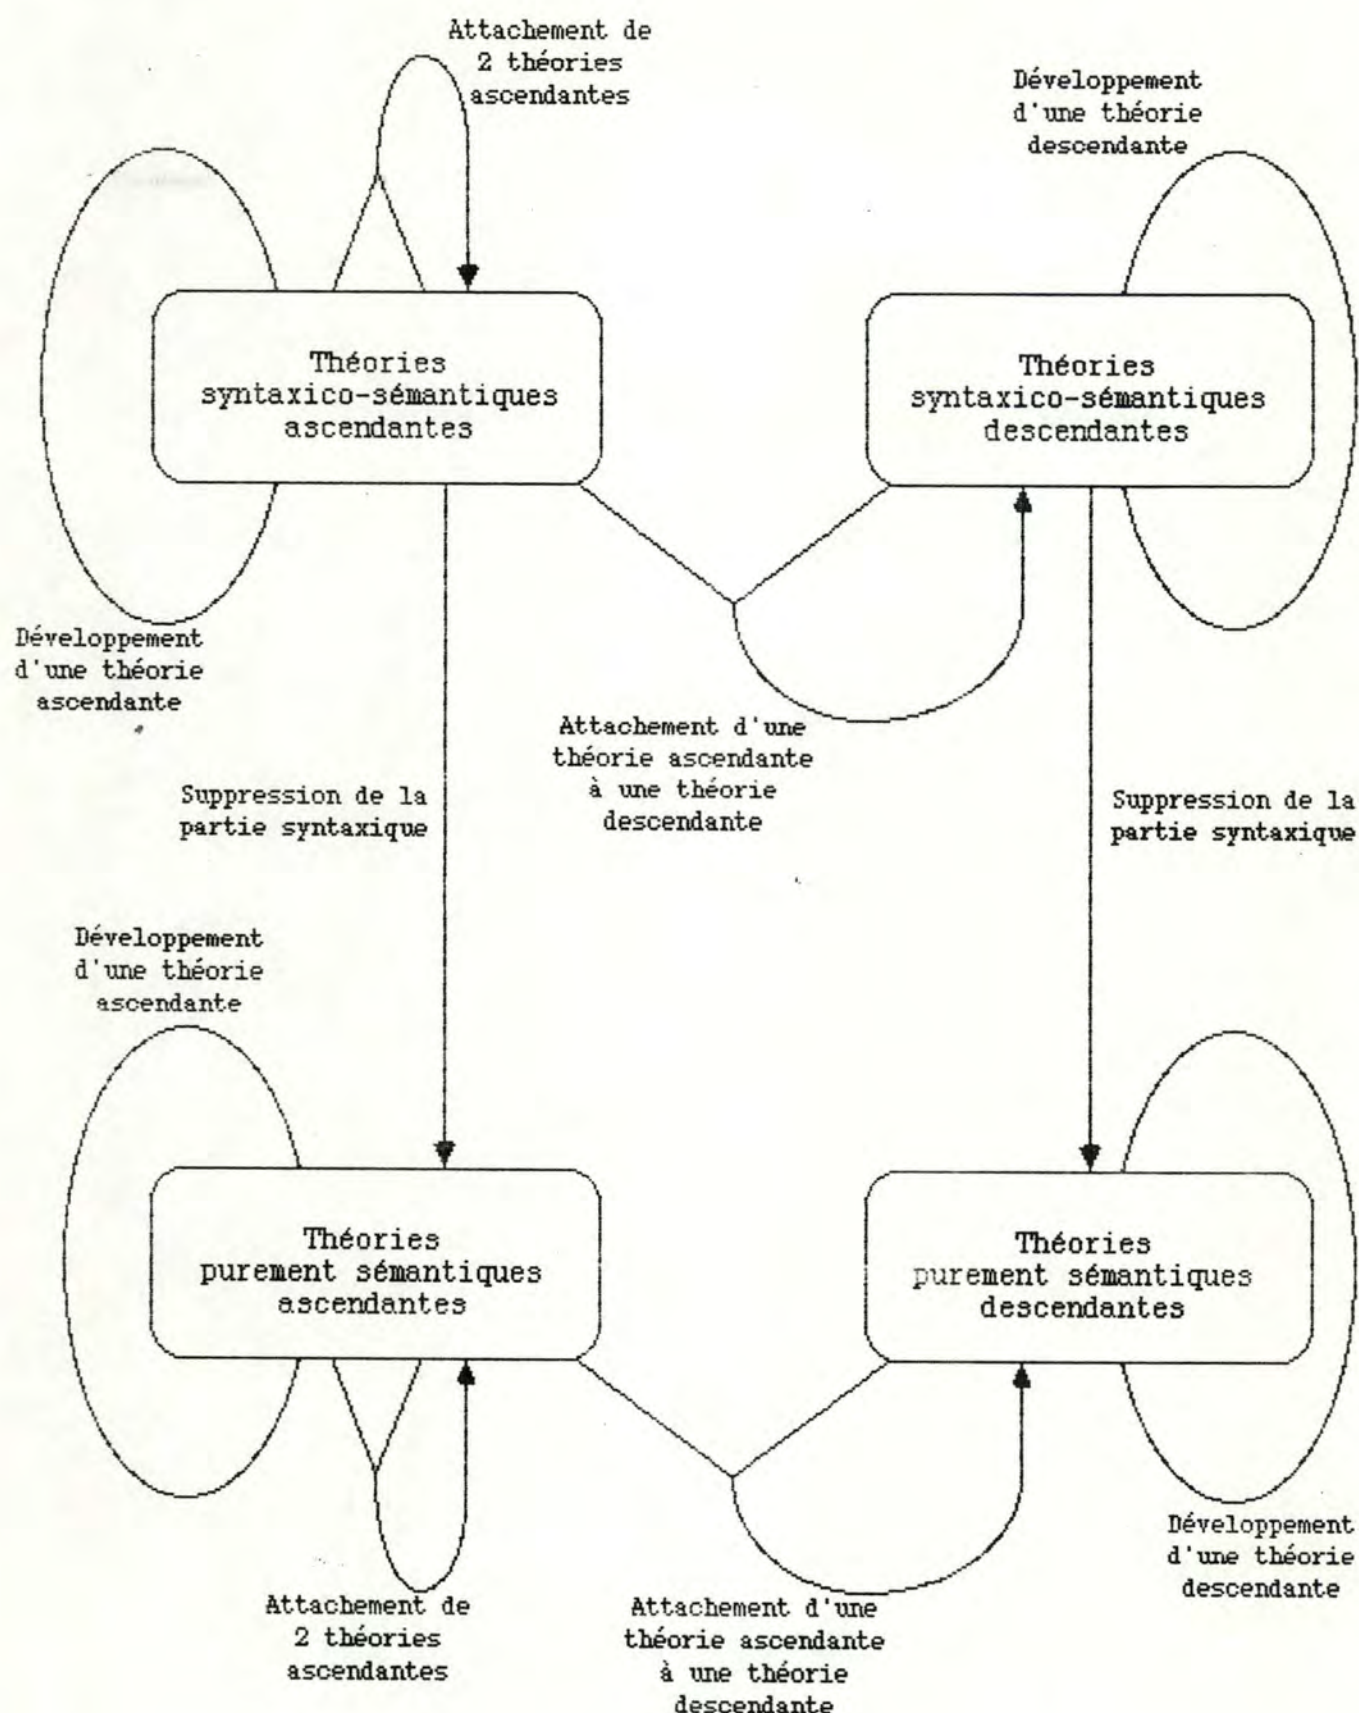 Attachement de
2 théories
ascendantes
Développement
d'une théorie
descendante
Théories
syntaxico-sémantiques
ascendantes
Théories
syntaxico-sémantiques
descendantes
Développement
d'une théorie
ascendante
Attachement d'une
théorie ascendante
à une théorie
descendante
Suppression de la
partie syntaxique
Suppression de la
partie syntaxique
Développement
d'une théorie
ascendante
Théories
purement sémantiques
ascendantes
Théories
purement sémantiques
descendantes
Développement
d'une théorie
descendante
Attachement de
2 théories
ascendantes
Attachement d'une
théorie ascendante
à une théorie
descendante